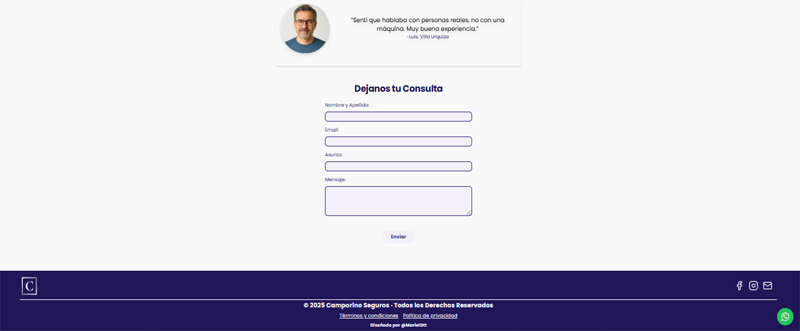 “Sentí que hablaba con personas reales, no con una
máquina. Muy buena experiencia.”
- Luis, Villa Urquiza
Dejanos tu Consulta
Nombre y Apellido:
Email:
Asunto:
Mensaje:
Enviar
C
© 2025 Camporino Seguros - Todos los Derechos Reservados
Términos y condiciones Política de privacidad
Diseñado por @MarielDtt